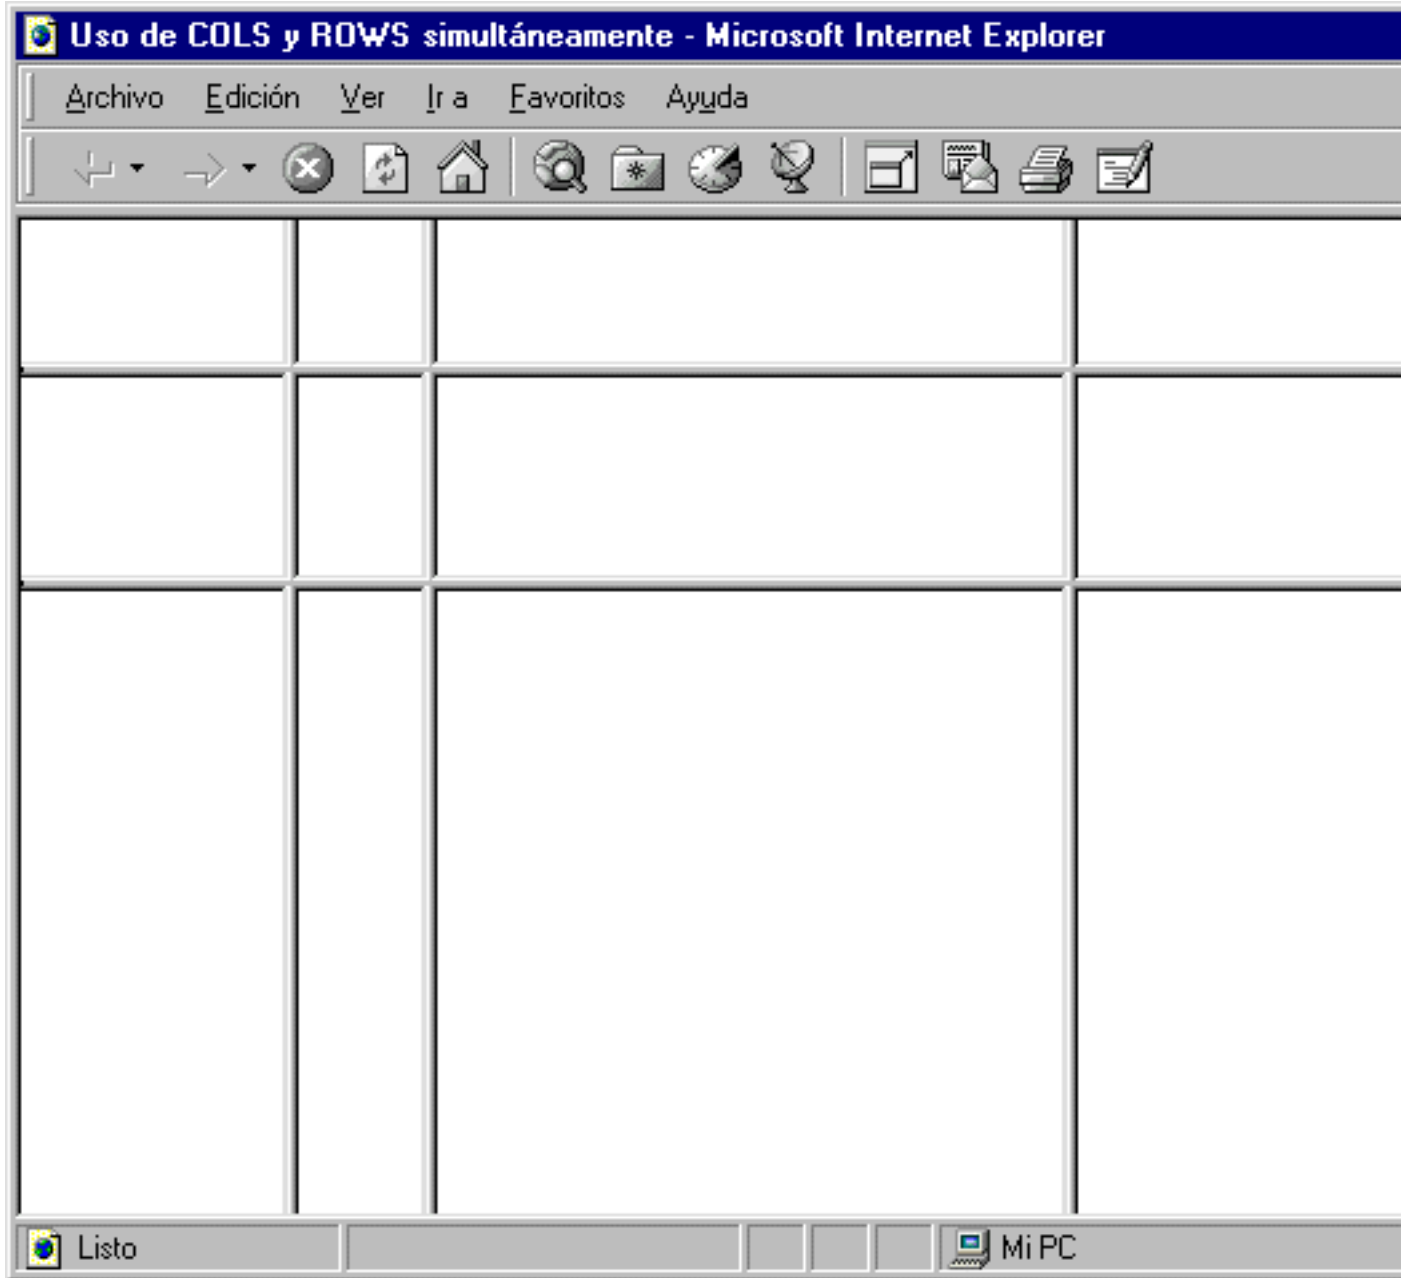 Uso de COLS y ROWS simultáneamente - Microsoft Internet Explorer
Archivo Edición Ver Ir a Favoritos Ayuda
Listo Mi PC